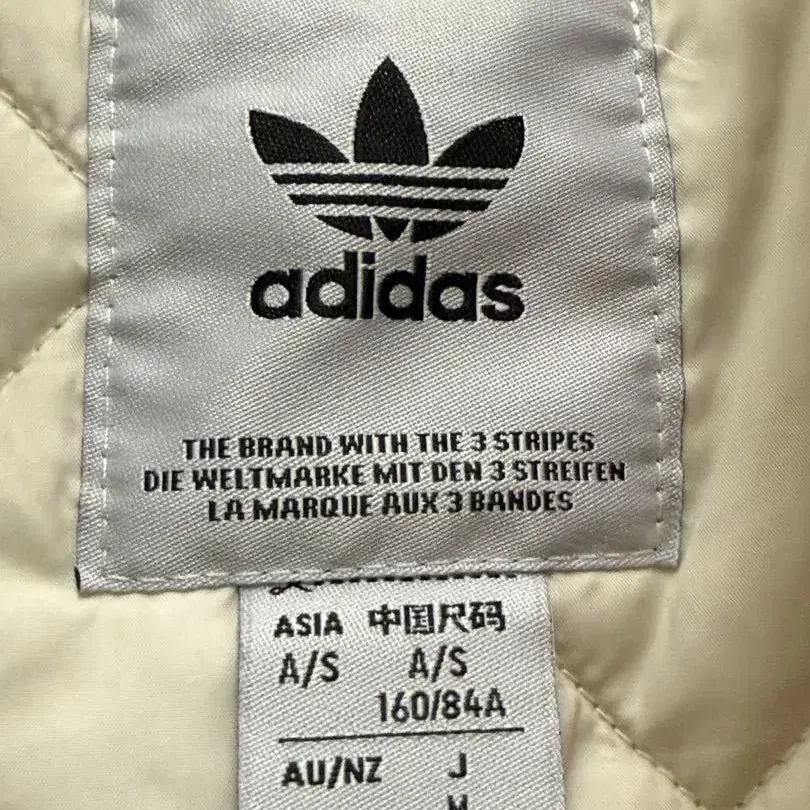 adidas
THE BRAND WITH THE 3 STRIPES
DIE WELTMARKE MIT DEN 3 STREIFEN
LA MARQUE AUX 3 BANDES
ASIA 中国尺码
A/S A/S
160/84A
AU/NZ J